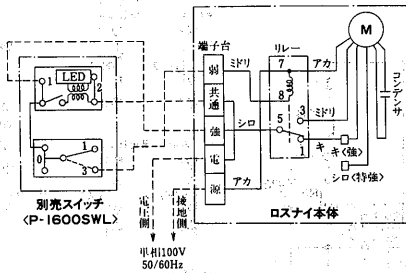 LED
1
2
0
1
3
別売スイッチ
<P-1600SWL>
端子台
弱
共通
強
電
源
ミドリ
シロ
アカ
リレー
7
8
5
3
1
アカ
ミドリ
キ
M
コンデンサ
キ<強>
シロ<特強>
ロスナイ本体
電圧側
接地側
単相100V
50/60Hz